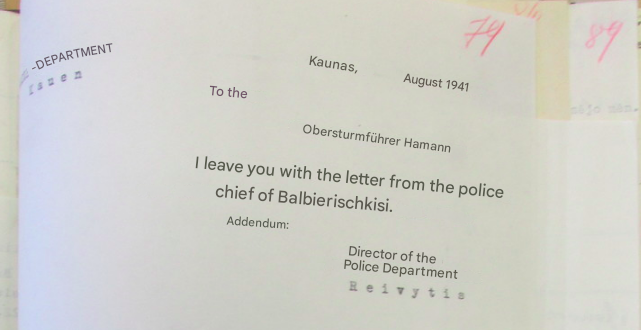 -DEPARTMENT
Kaunas, August 1941
To the
Obersturmführer Hamann
I leave you with the letter from the police
chief of Balbierischkisi.
Addendum:
Director of the
Police Department
Reivytis
79
89